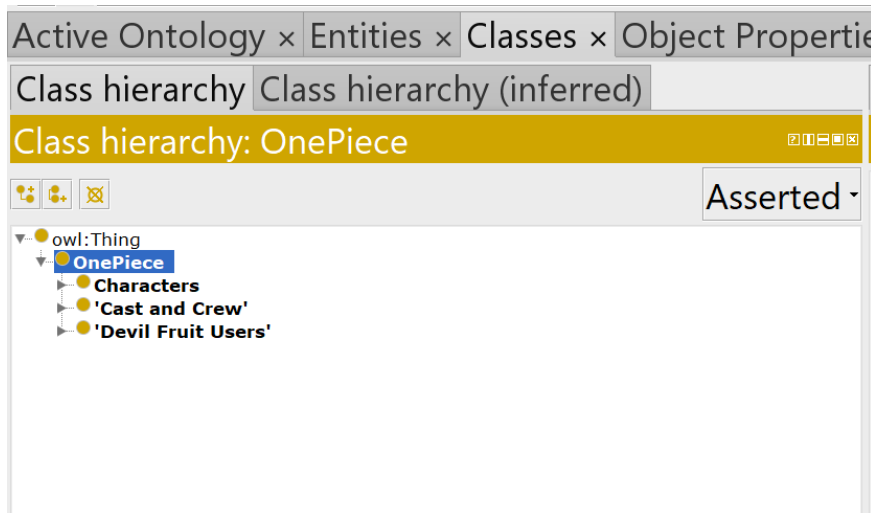 Active Ontology × Entities × Classes × Object Propertie
Class hierarchy Class hierarchy (inferred)
Class hierarchy: OnePiece
Asserted
owl:Thing
OnePiece
Characters
'Cast and Crew'
'Devil Fruit Users'